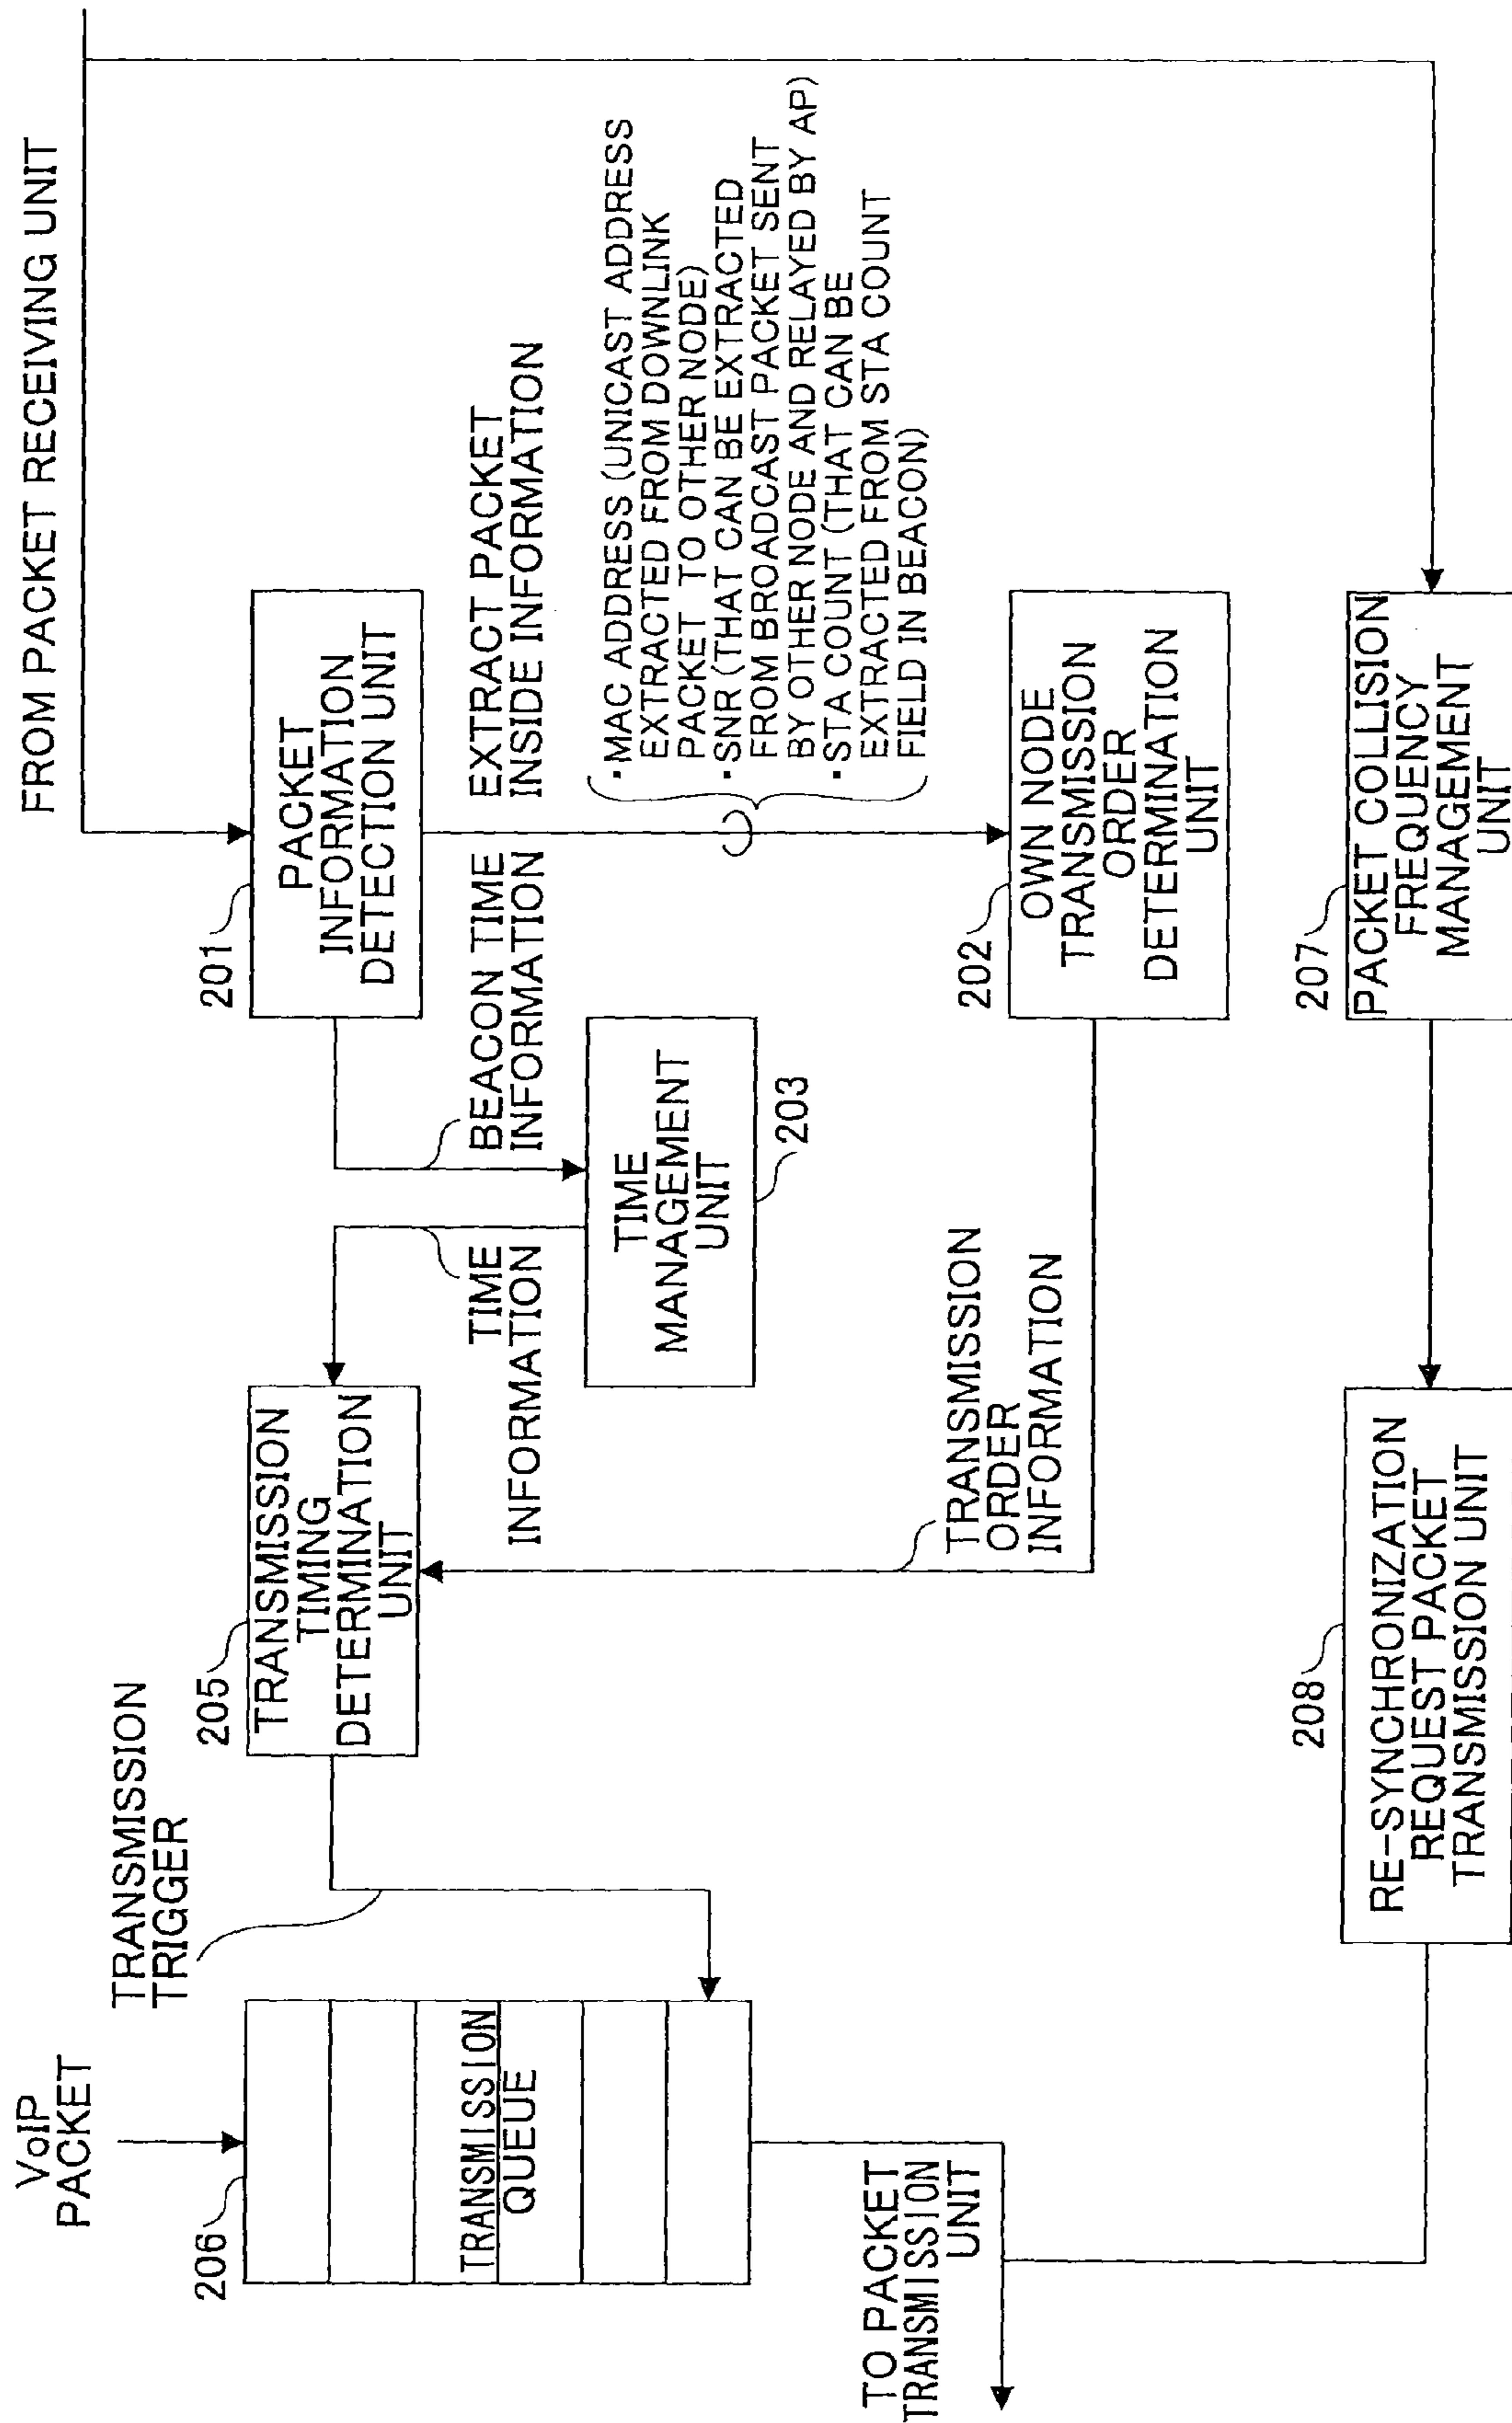 VoIP
PACKET
206
TRANSMISSION
QUEUE
TO PACKET
TRANSMISSION
UNIT
TRANSMISSION
TRIGGER
205
TRANSMISSION
TIMING
DETERMINATION
UNIT
TIME
INFORMATION
TRANSMISSION
ORDER
INFORMATION
208
RE-SYNCHRONIZATION
REQUEST PACKET
TRANSMISSION UNIT
FROM PACKET RECEIVING UNIT
201
PACKET
INFORMATION
DETECTION UNIT
BEACON TIME
INFORMATION
TIME
MANAGEMENT
UNIT
203
EXTRACT PACKET
INSIDE INFORMATION
· MAC ADDRESS (UNICAST ADDRESS
EXTRACTED FROM DOWNLINK
PACKET TO OTHER NODE)
· SNR (THAT CAN BE EXTRACTED
FROM BROADCAST PACKET SENT
BY OTHER NODE AND RELAYED BY AP)
· STA COUNT (THAT CAN BE
EXTRACTED FROM STA COUNT
FIELD IN BEACON)
202
OWN NODE
TRANSMISSION
ORDER
DETERMINATION
UNIT
207
PACKET COLLISION
FREQUENCY
MANAGEMENT
UNIT